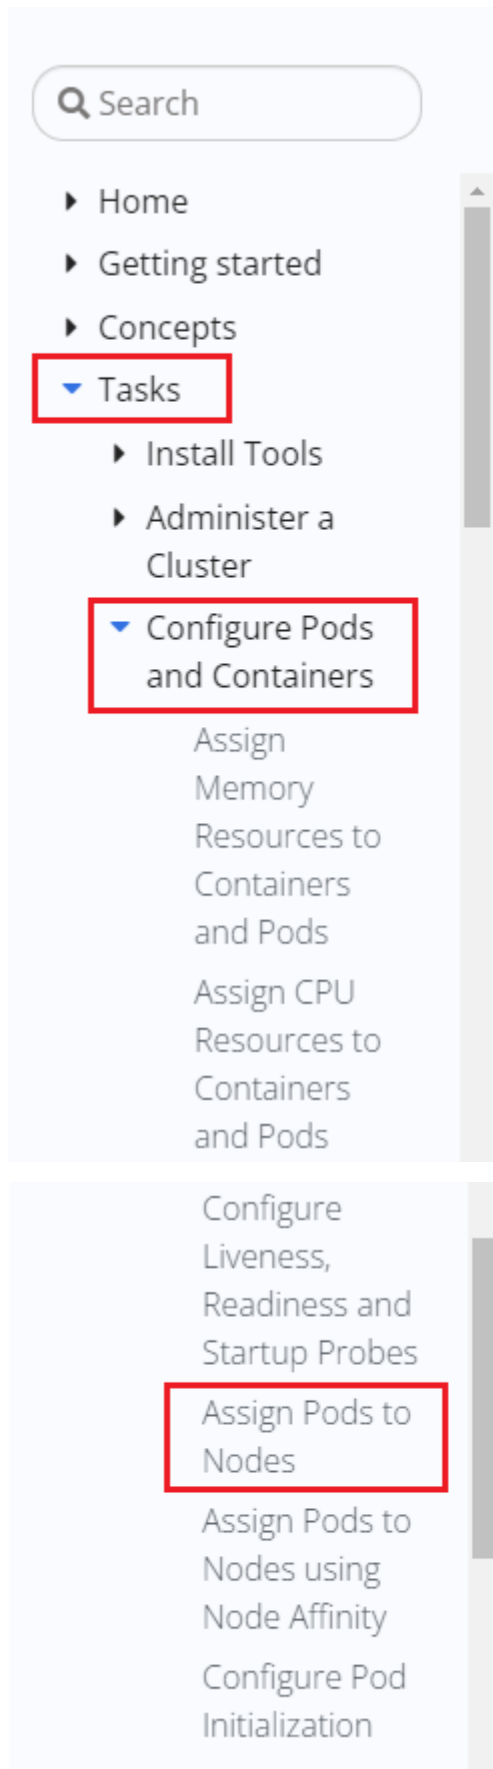 Search
Home
Getting started
Concepts
Tasks
Install Tools
Administer a
Cluster
Configure Pods
and Containers
Assign
Memory
Resources to
Containers
and Pods
Assign CPU
Resources to
Containers
and Pods
Configure
Liveness,
Readiness and
Startup Probes
Assign Pods to
Nodes
Assign Pods to
Nodes using
Node Affinity
Configure Pod
Initialization